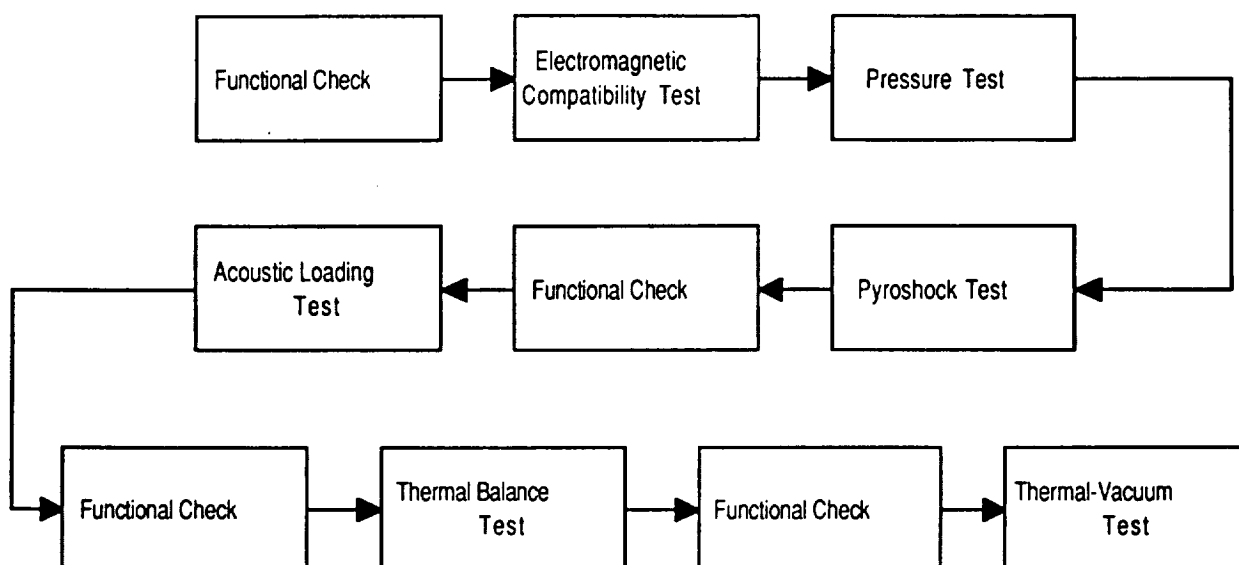 Functional Check
Electromagnetic
Compatibility Test
Pressure Test
Pyroshock Test
Functional Check
Acoustic Loading
Test
Functional Check
Thermal Balance
Test
Functional Check
Thermal-Vacuum
Test